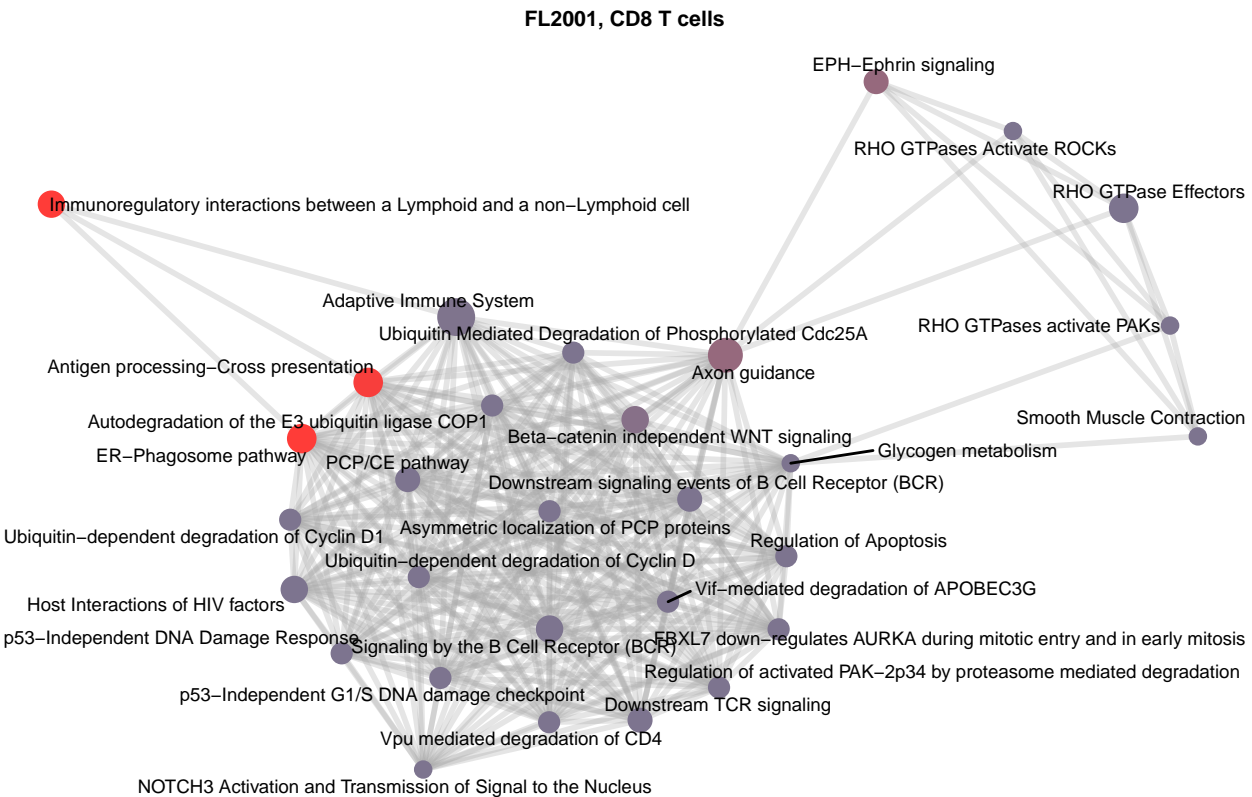 FL2001, CD8 T cells
EPH−Ephrin signaling
RHO GTPases Activate ROCKs
RHO GTPase Effectors
Immunoregulatory interactions between a Lymphoid and a non−Lymphoid cell
Adaptive Immune System
RHO GTPases activate PAKs
Ubiquitin Mediated Degradation of Phosphorylated Cdc25A
Antigen processing−Cross presentation
Axon guidance
Smooth Muscle Contraction
Autodegradation of the E3 ubiquitin ligase COP1
Beta−catenin independent WNT signaling
Glycogen metabolism
ER−Phagosome pathway
PCP/CE pathway
Downstream signaling events of B Cell Receptor (BCR)
Asymmetric localization of PCP proteins
Ubiquitin−dependent degradation of Cyclin D1
Regulation of Apoptosis
Ubiquitin−dependent degradation of Cyclin D
Vif−mediated degradation of APOBEC3G
Host Interactions of HIV factors
p53−Independent DNA Damage Response
Signaling by the B Cell Receptor (BCR)
FBXL7 down−regulates AURKA during mitotic entry and in early mitosis
Regulation of activated PAK−2p34 by proteasome mediated degradation
p53−Independent G1/S DNA damage checkpoint
Downstream TCR signaling
Vpu mediated degradation of CD4
NOTCH3 Activation and Transmission of Signal to the Nucleus